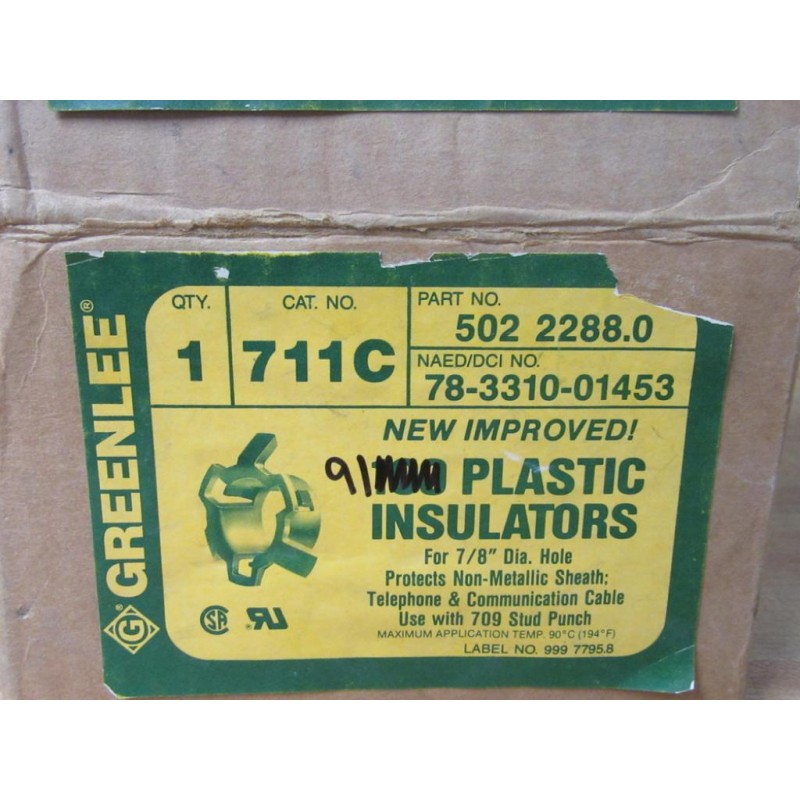 GREENLEE®
G
QTY.
1
CAT. NO.
711C
PART NO.
502 2288.0
NAED/DCI NO.
78-3310-01453
NEW IMPROVED!
91 PLASTIC
INSULATORS
For 7/8" Dia. Hole
Protects Non-Metallic Sheath;
Telephone & Communication Cable
Use with 709 Stud Punch
MAXIMUM APPLICATION TEMP. 90°C (194°F)
LABEL NO. 999 7795.8
SA
RU®